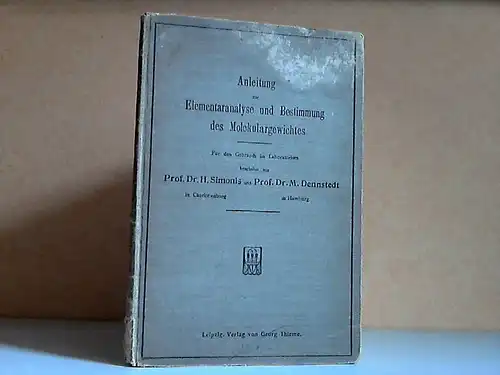 Anleitung
zur
Elementaranalyse und Bestimmung
des Molekulargewichtes.
Für den Gebrauch im Laboratorium
bearbeitet von
Prof. Dr. H. Simonis und Prof. Dr. M. Dennstedt
in Charlottenburg in Hamburg
Leipzig. Verlag von Georg Thieme.